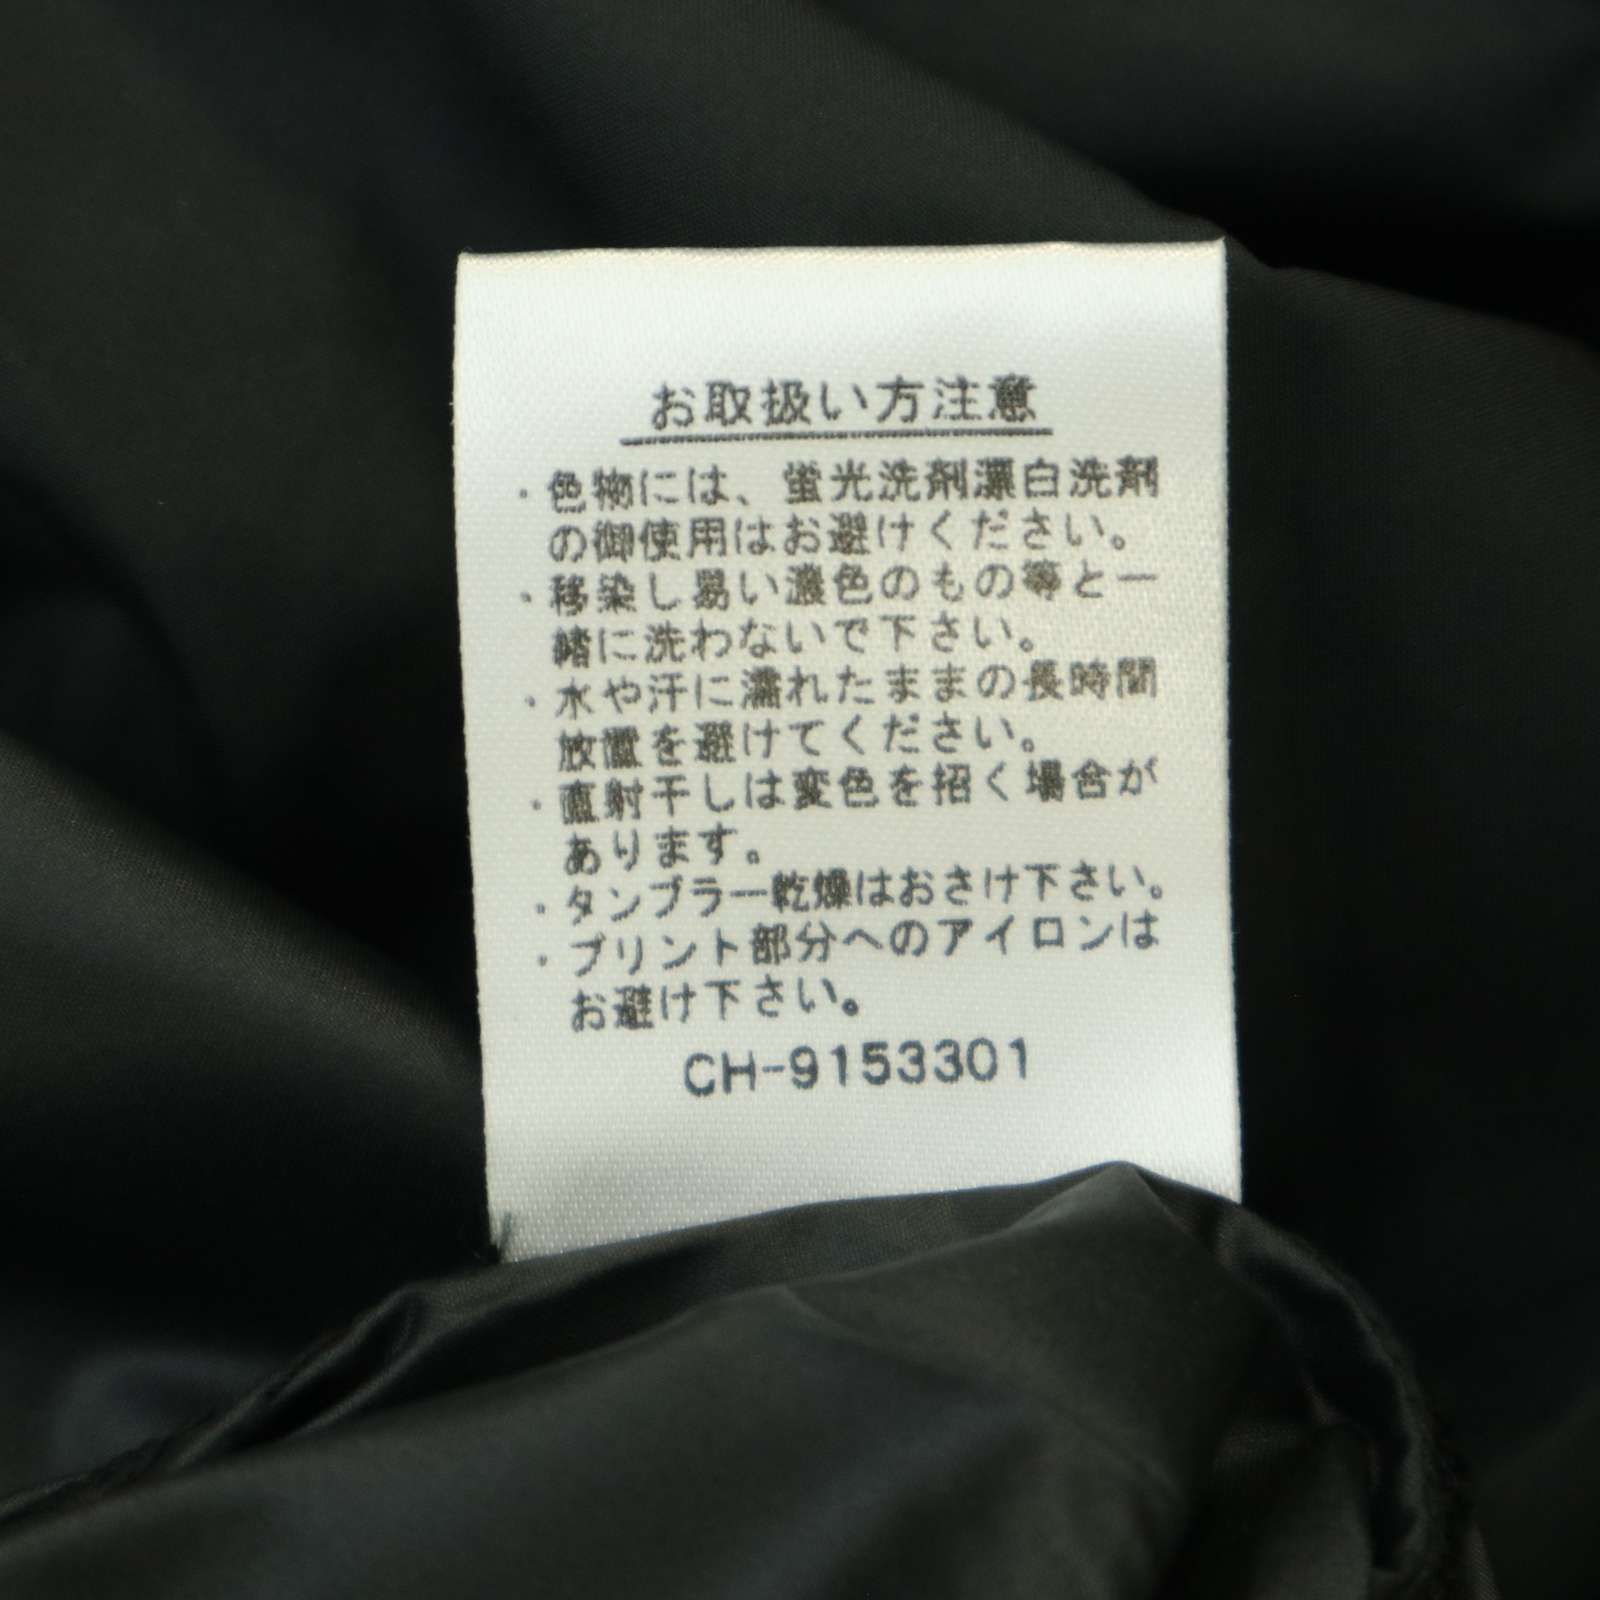 お取扱い方注意
・色物には、蛍光洗剤漂白洗剤
の御使用はお避けください。
・移染し易い濃色のもの等と一
緒に洗わないで下さい。
・水や汗に濡れたままの長時間
放置を避けてください。
・直射干しは変色を招く場合が
あります。
・タンブラー乾燥はおさけ下さい。
・プリント部分へのアイロンは
お避け下さい。
CH-9153301